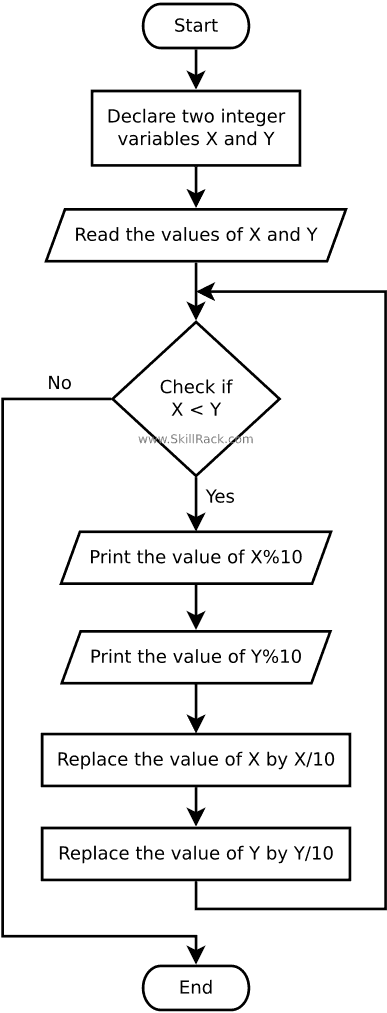 Start
Declare two integer
variables X and Y
Read the values of X and Y
No
Check if
X < Y
www.SkillRack.com
Yes
Print the value of X%10
Print the value of Y%10
Replace the value of X by X/10
Replace the value of Y by Y/10
End